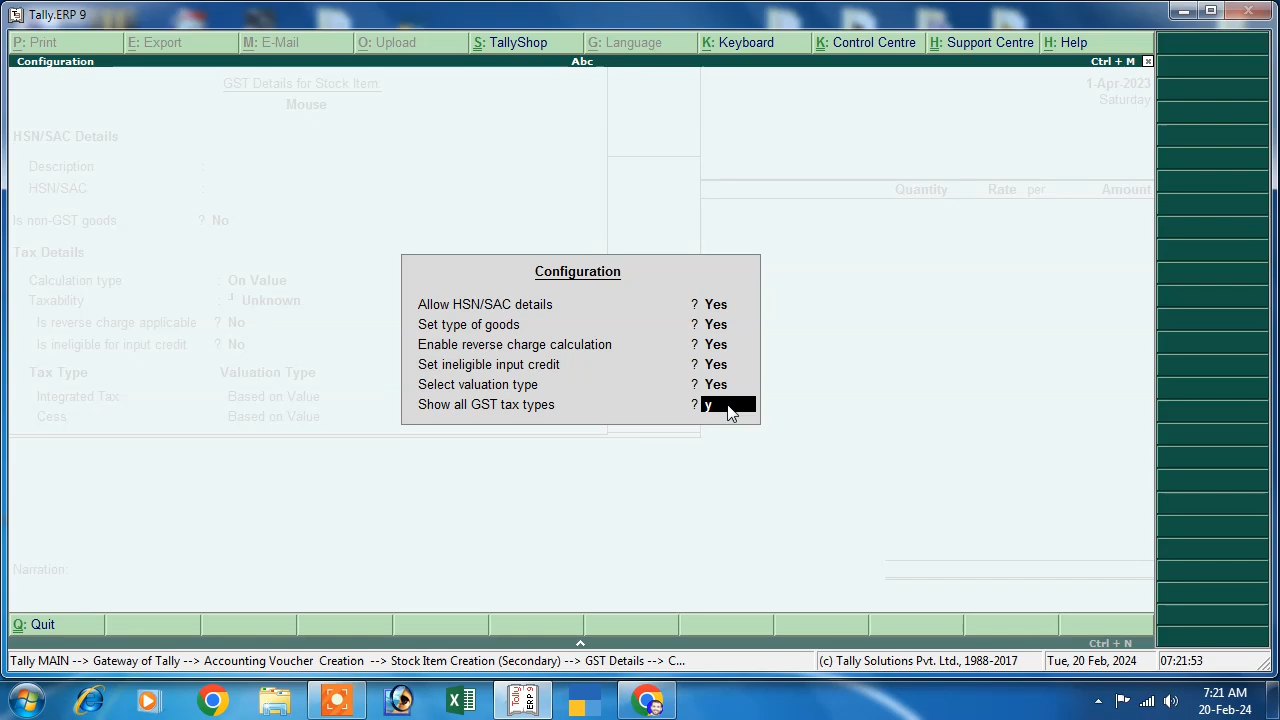 Tally.ERP 9
P: Print E: Export M: E-Mail O: Upload S: TallyShop G: Language K: Keyboard K: Control Centre H: Support Centre H: Help
Configuration Abc Ctrl + M
GST Details for Stock Item: 1-Apr-2023
Mouse Saturday
HSN/SAC Details
Description :
HSN/SAC : Quantity Rate per Amount
Is non-GST goods ? No
Tax Details
Configuration
Calculation type : On Value
Taxability : Unknown
Allow HSN/SAC details ? Yes
Is reverse charge applicable ? No
Set type of goods ? Yes
Is ineligible for input credit ? No
Enable reverse charge calculation ? Yes
Set ineligible input credit ? Yes
Tax Type Valuation Type
Select valuation type ? Yes
Integrated Tax : Based on Value
Show all GST tax types ? y
Cess : Based on Value
Narration:
Q: Quit
Ctrl + N
Tally MAIN --> Gateway of Tally --> Accounting Voucher Creation --> Stock Item Creation (Secondary) --> GST Details --> C... (c) Tally Solutions Pvt. Ltd., 1988-2017 Tue, 20 Feb, 2024 07:21:53
Tally ERP 9
7:21 AM
20-Feb-24